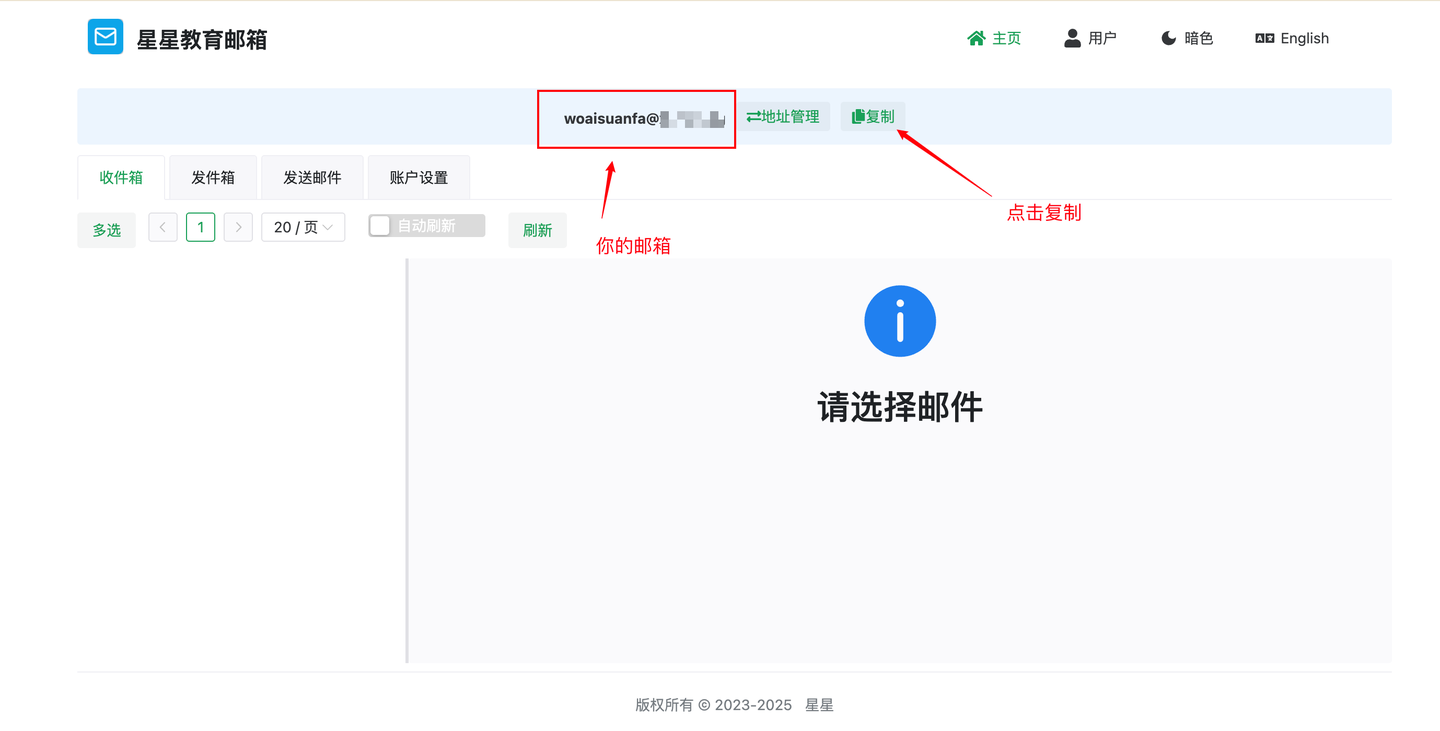 星星教育邮箱
主页
用户
暗色
English
woaisuanfa@
地址管理
复制
收件箱
发件箱
发送邮件
账户设置
点击复制
多选
1
20 / 页
自动刷新
刷新
你的邮箱
请选择邮件
版权所有 © 2023-2025 星星